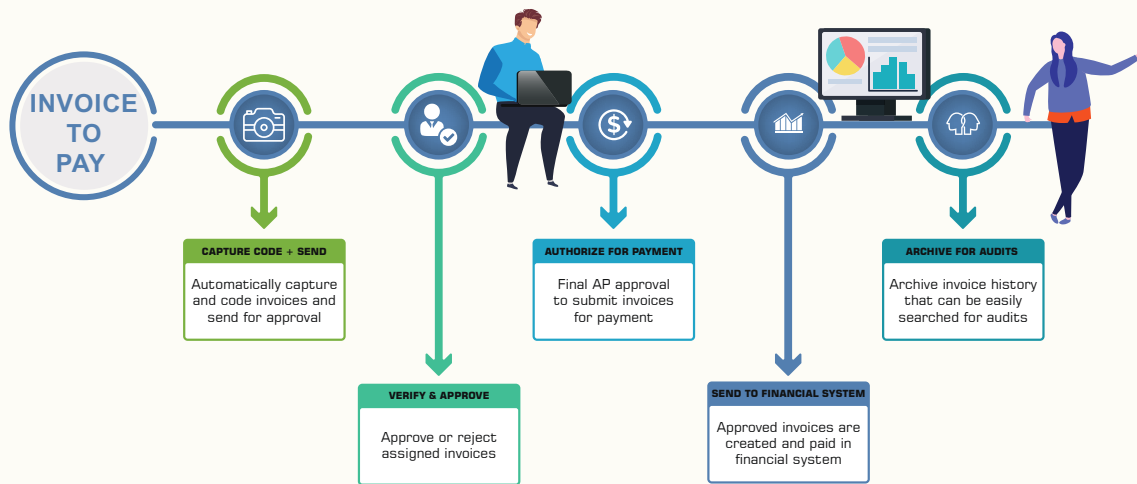 INVOICE
TO
PAY
CAPTURE CODE + SEND
Automatically capture
and code invoices and
send for approval
VERIFY & APPROVE
Approve or reject
assigned invoices
AUTHORIZE FOR PAYMENT
Final AP approval
to submit invoices
for payment
$
SEND TO FINANCIAL SYSTEM
Approved invoices are
created and paid in
financial system
ARCHIVE FOR AUDITS
Archive invoice history
that can be easily
searched for audits